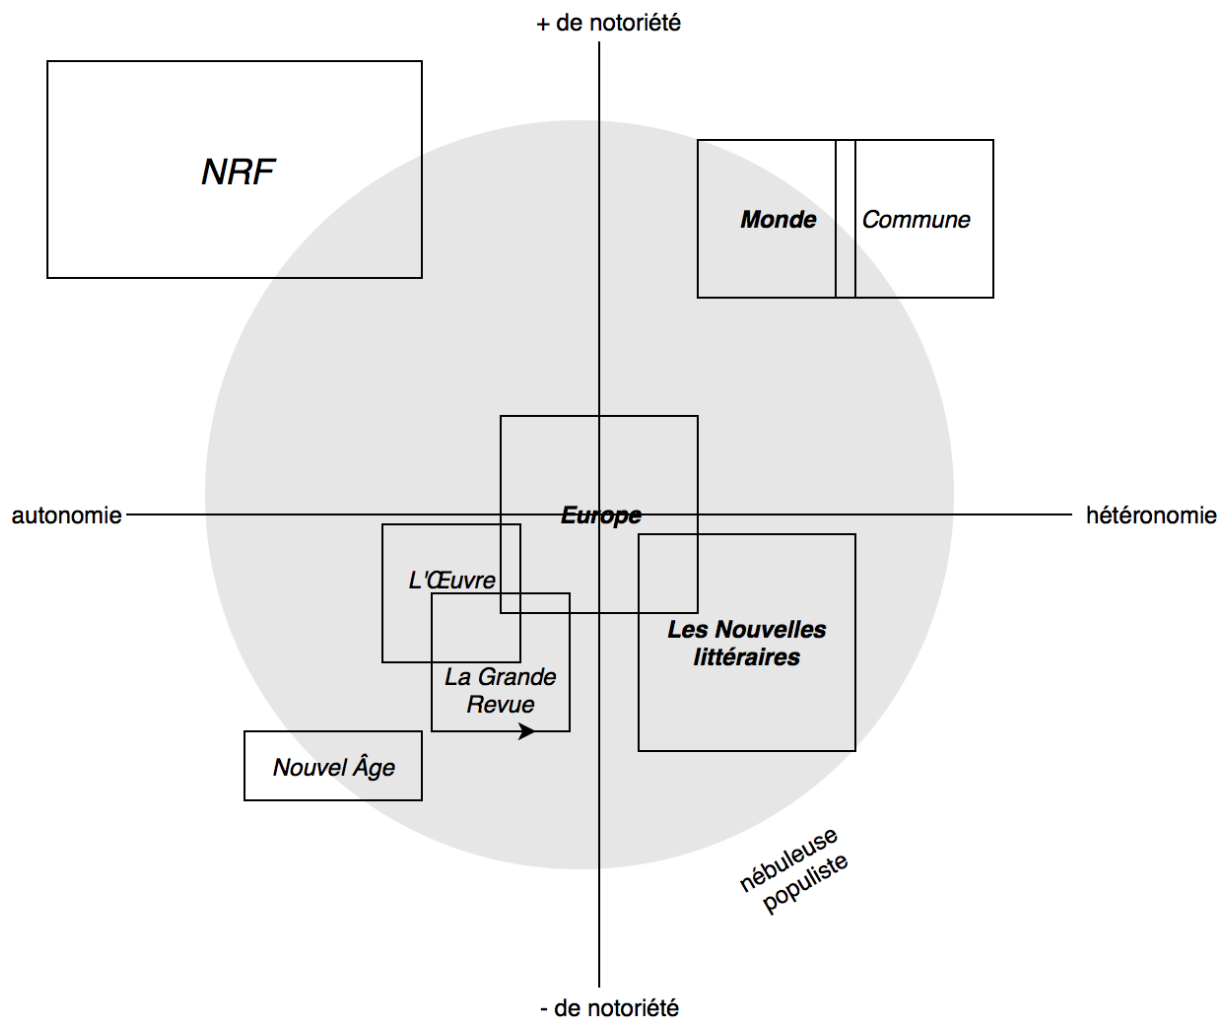 + de notoriété
NRF
Monde
Commune
autonomie
Europe
hétéronomie
L'Œuvre
Les Nouvelles
littéraires
La Grande
Revue
Nouvel Âge
nébuleuse
populiste
- de notoriété